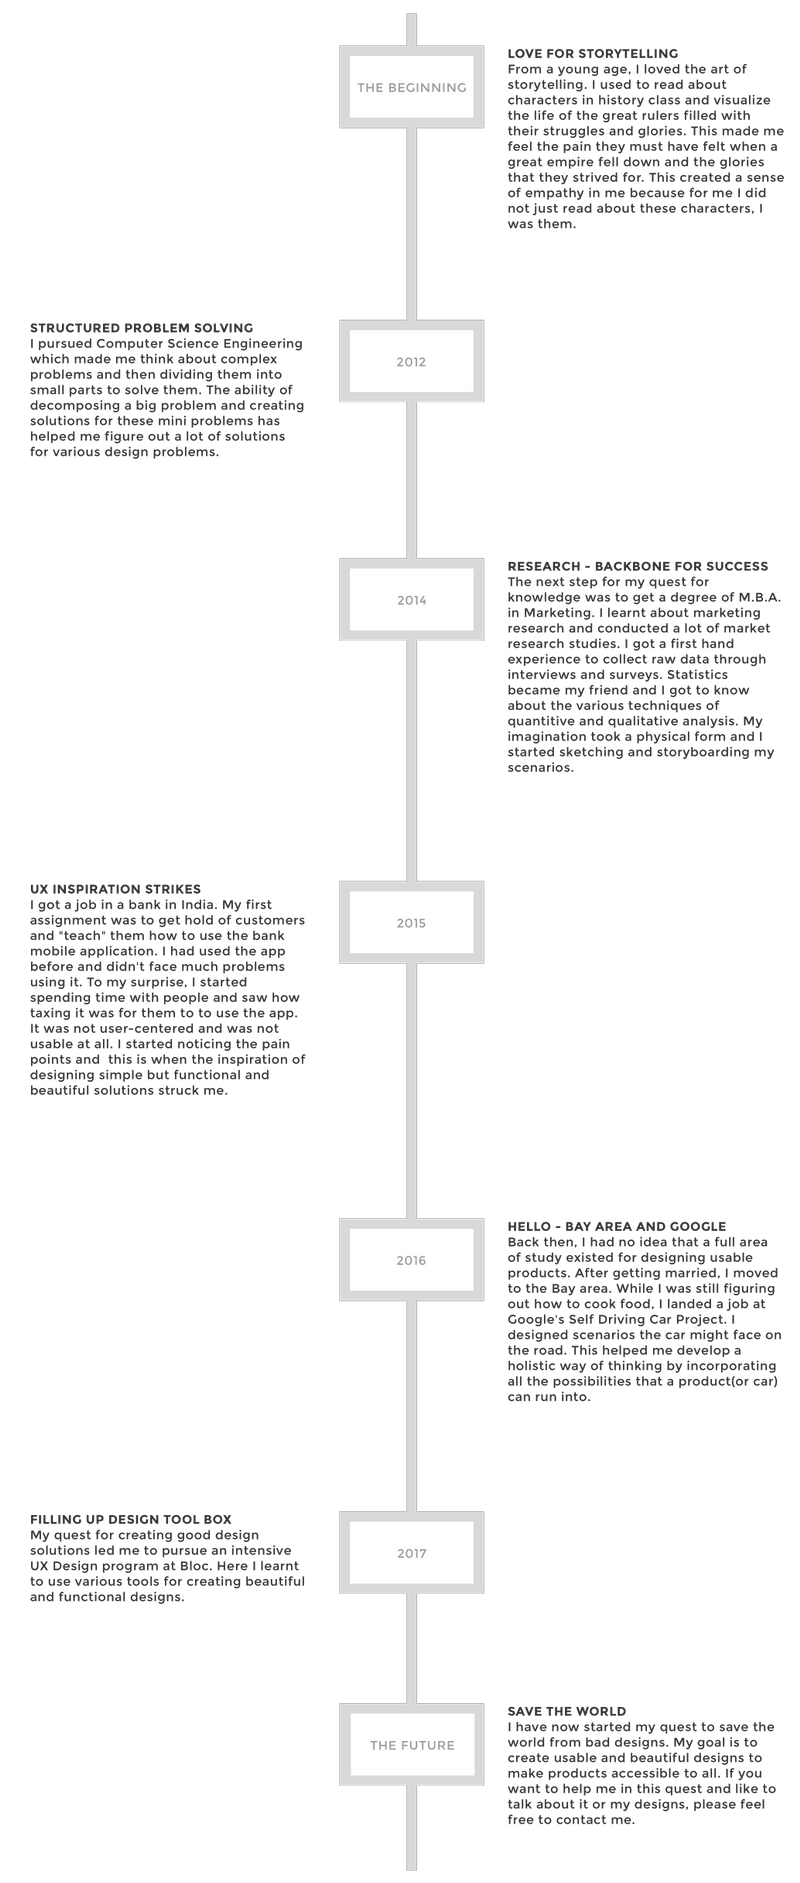 THE BEGINNING
LOVE FOR STORYTELLING
From a young age, I loved the art of
storytelling. I used to read about
characters in history class and visualize
the life of the great rulers filled with
their struggles and glories. This made me
feel the pain they must have felt when a
great empire fell down and the glories
that they strived for. This created a sense
of empathy in me because for me I did
not just read about these characters, I
was them.
2012
STRUCTURED PROBLEM SOLVING
I pursued Computer Science Engineering
which made me think about complex
problems and then dividing them into
small parts to solve them. The ability of
decomposing a big problem and creating
solutions for these mini problems has
helped me figure out a lot of solutions
for various design problems.
2014
RESEARCH - BACKBONE FOR SUCCESS
The next step for my quest for
knowledge was to get a degree of M.B.A.
in Marketing. I learnt about marketing
research and conducted a lot of market
research studies. I got a first hand
experience to collect raw data through
interviews and surveys. Statistics
became my friend and I got to know
about the various techniques of
quantitive and qualitative analysis. My
imagination took a physical form and I
started sketching and storyboarding my
scenarios.
2015
UX INSPIRATION STRIKES
I got a job in a bank in India. My first
assignment was to get hold of customers
and "teach" them how to use the bank
mobile application. I had used the app
before and didn't face much problems
using it. To my surprise, I started
spending time with people and saw how
taxing it was for them to to use the app.
It was not user-centered and was not
usable at all. I started noticing the pain
points and  this is when the inspiration of
designing simple but functional and
beautiful solutions struck me.
2016
HELLO - BAY AREA AND GOOGLE
Back then, I had no idea that a full area
of study existed for designing usable
products. After getting married, I moved
to the Bay area. While I was still figuring
out how to cook food, I landed a job at
Google's Self Driving Car Project. I
designed scenarios the car might face on
the road. This helped me develop a
holistic way of thinking by incorporating
all the possibilities that a product(or car)
can run into.
2017
FILLING UP DESIGN TOOL BOX
My quest for creating good design
solutions led me to pursue an intensive
UX Design program at Bloc. Here I learnt
to use various tools for creating beautiful
and functional designs.
THE FUTURE
SAVE THE WORLD
I have now started my quest to save the
world from bad designs. My goal is to
create usable and beautiful designs to
make products accessible to all. If you
want to help me in this quest and like to
talk about it or my designs, please feel
free to contact me.